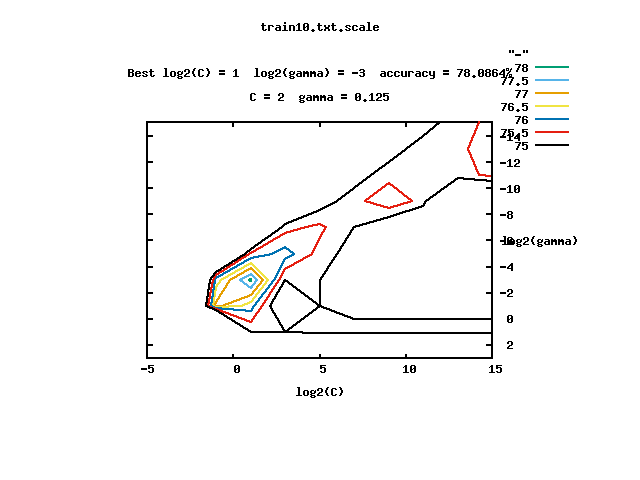 train10.txt.scale
"-"
Best log2(C) = 1  log2(gamma) = -3  accuracy = 78.0864%
78
77.5
C = 2  gamma = 0.125
77
76.5
76
75.5
-14
75
-12
-10
-8
-6
log2(gamma)
-4
-2
0
2
-5 0 5 10 15
log2(C)